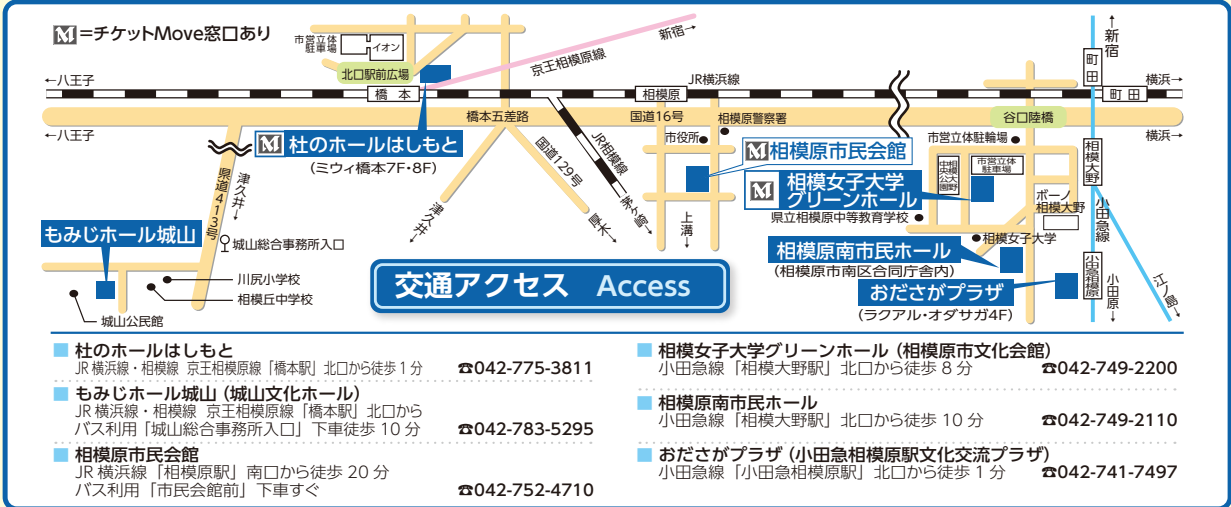 M=チケットMove窓口あり
市営立体
駐車場
イオン
北口駅前広場
新宿→
京王相模原線
←八王子
橋本
相模原
JR横浜線
町田
横浜→
↑新宿
町田
←八王子
橋本五差路
国道16号
相模原警察署
谷口陸橋
横浜→
M 杜のホールはしもと
(ミウィ橋本7F・8F)
国道129号
JR相模線
市役所
M 相模原市民会館
市営立体駐輪場
相模大野
県道413号
津久井→
津久井→
厚木→
茅ヶ崎→
上溝→
M 相模女子大学
グリーンホール
相模大野
中央公園
市営立体
駐車場
ボーノ
相模大野
小田急線
県立相模原中等教育学校
相模女子大学
もみじホール城山
城山総合事務所入口
川尻小学校
相模丘中学校
城山公民館
交通アクセス Access
相模原南市民ホール
(相模原市南区合同庁舎内)
おださがプラザ
(ラクアル・オダサガ4F)
小田急相模原
小田原→
江ノ島→
杜のホールはしもと
JR横浜線・相模線 京王相模原線「橋本駅」北口から徒歩1分 ☎042-775-3811
もみじホール城山(城山文化ホール)
JR横浜線・相模線 京王相模原線「橋本駅」北口から
バス利用「城山総合事務所入口」下車徒歩10分 ☎042-783-5295
相模原市民会館
JR横浜線「相模原駅」南口から徒歩20分
バス利用「市民会館前」下車すぐ ☎042-752-4710
相模女子大学グリーンホール(相模原市文化会館)
小田急線「相模大野駅」北口から徒歩8分 ☎042-749-2200
相模原南市民ホール
小田急線「相模大野駅」北口から徒歩10分 ☎042-749-2110
おださがプラザ(小田急相模原駅文化交流プラザ)
小田急線「小田急相模原駅」北口から徒歩1分 ☎042-741-7497